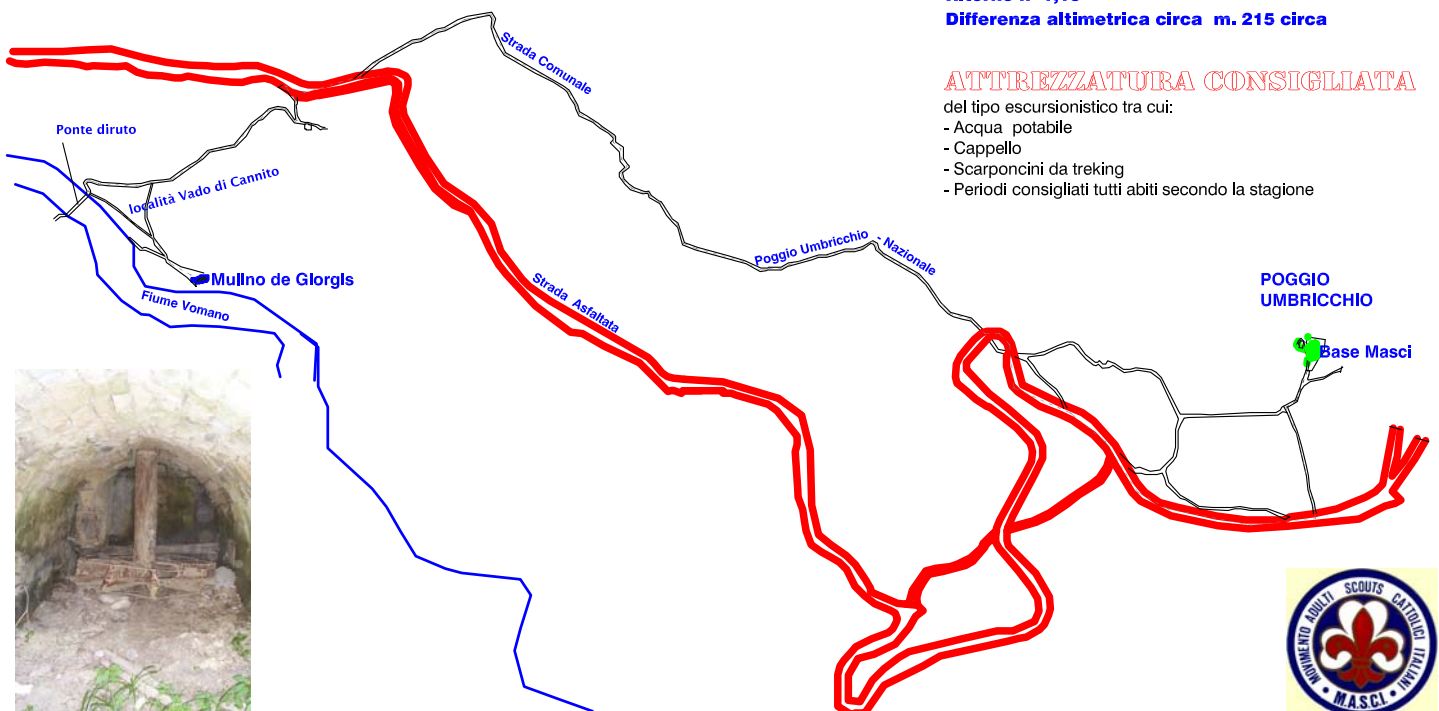 Differenza altimetrica circa  m. 215 circa
ATTREZZATURA CONSIGLIATA
del tipo escursionistico tra cui:
- Acqua  potabile
- Cappello
- Scarponcini da treking
- Periodi consigliati tutti abiti secondo la stagione
Strada Comunale
Ponte diruto
località Vado di Cannito
Mulino de Giorgis
Fiume Vomano
Poggio Umbricchio - Nazionale
Strada Asfaltata
POGGIO
UMBRICCHIO
Base Masci
MOVIMENTO ADULTI SCOUTS CATTOLICI ITALIANI
M.A.S.C.I.